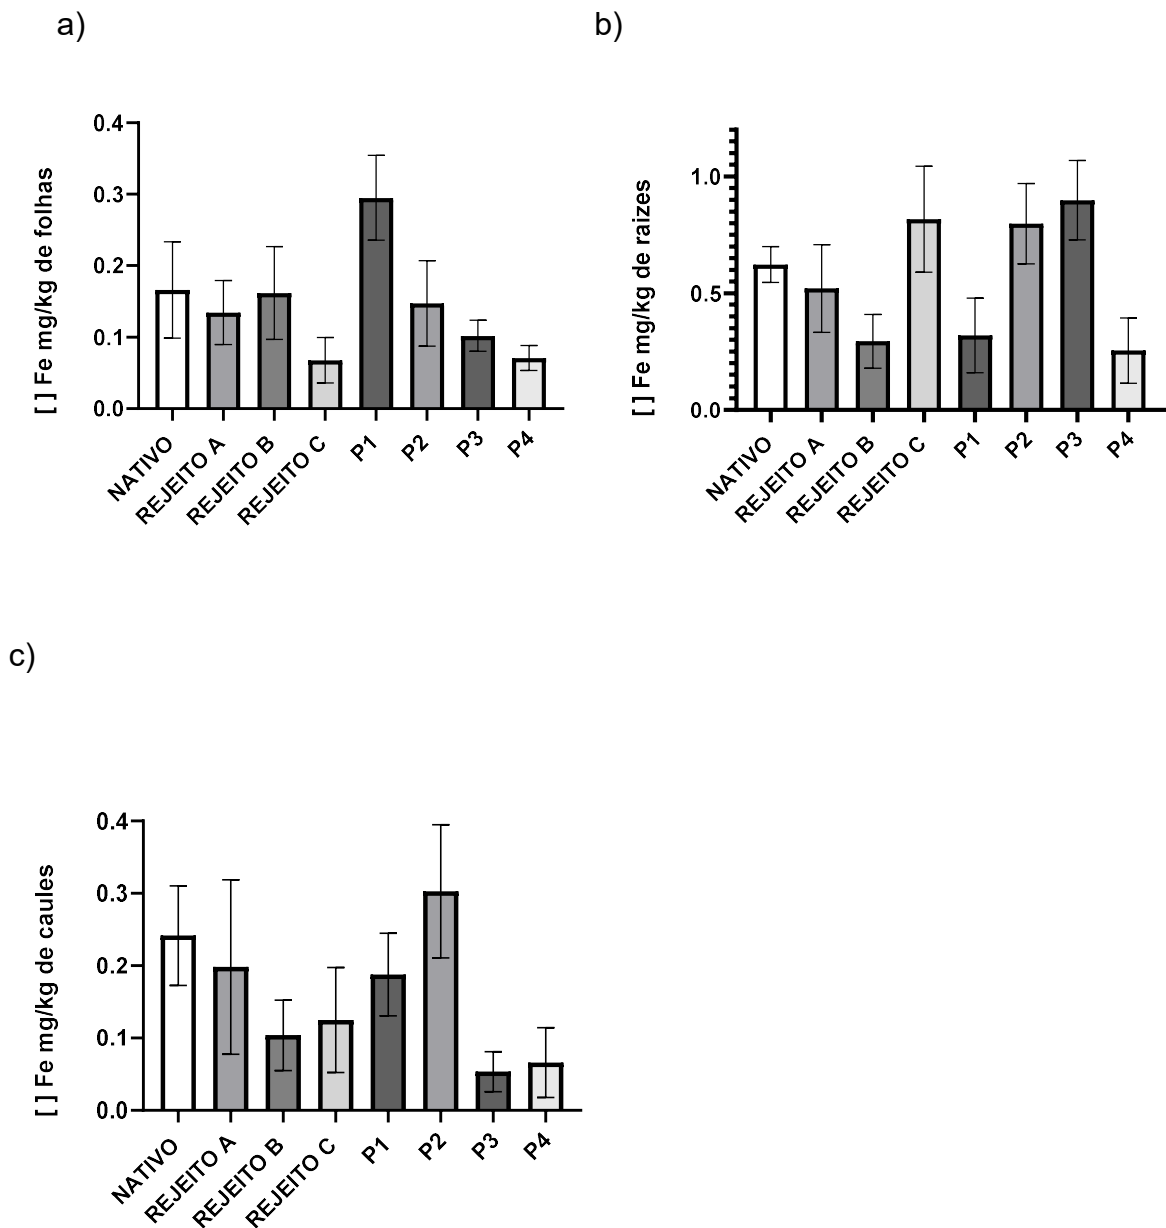 a)
[ ] Fe mg/kg de folhas
0.4
0.3
0.2
0.1
0.0
NATIVO
REJEITO A
REJEITO B
REJEITO C
P1
P2
P3
P4
b)
[ ] Fe mg/kg de raizes
1.0
0.5
0.0
NATIVO
REJEITO A
REJEITO B
REJEITO C
P1
P2
P3
P4
c)
[ ] Fe mg/kg de caules
0.4
0.3
0.2
0.1
0.0
NATIVO
REJEITO A
REJEITO B
REJEITO C
P1
P2
P3
P4